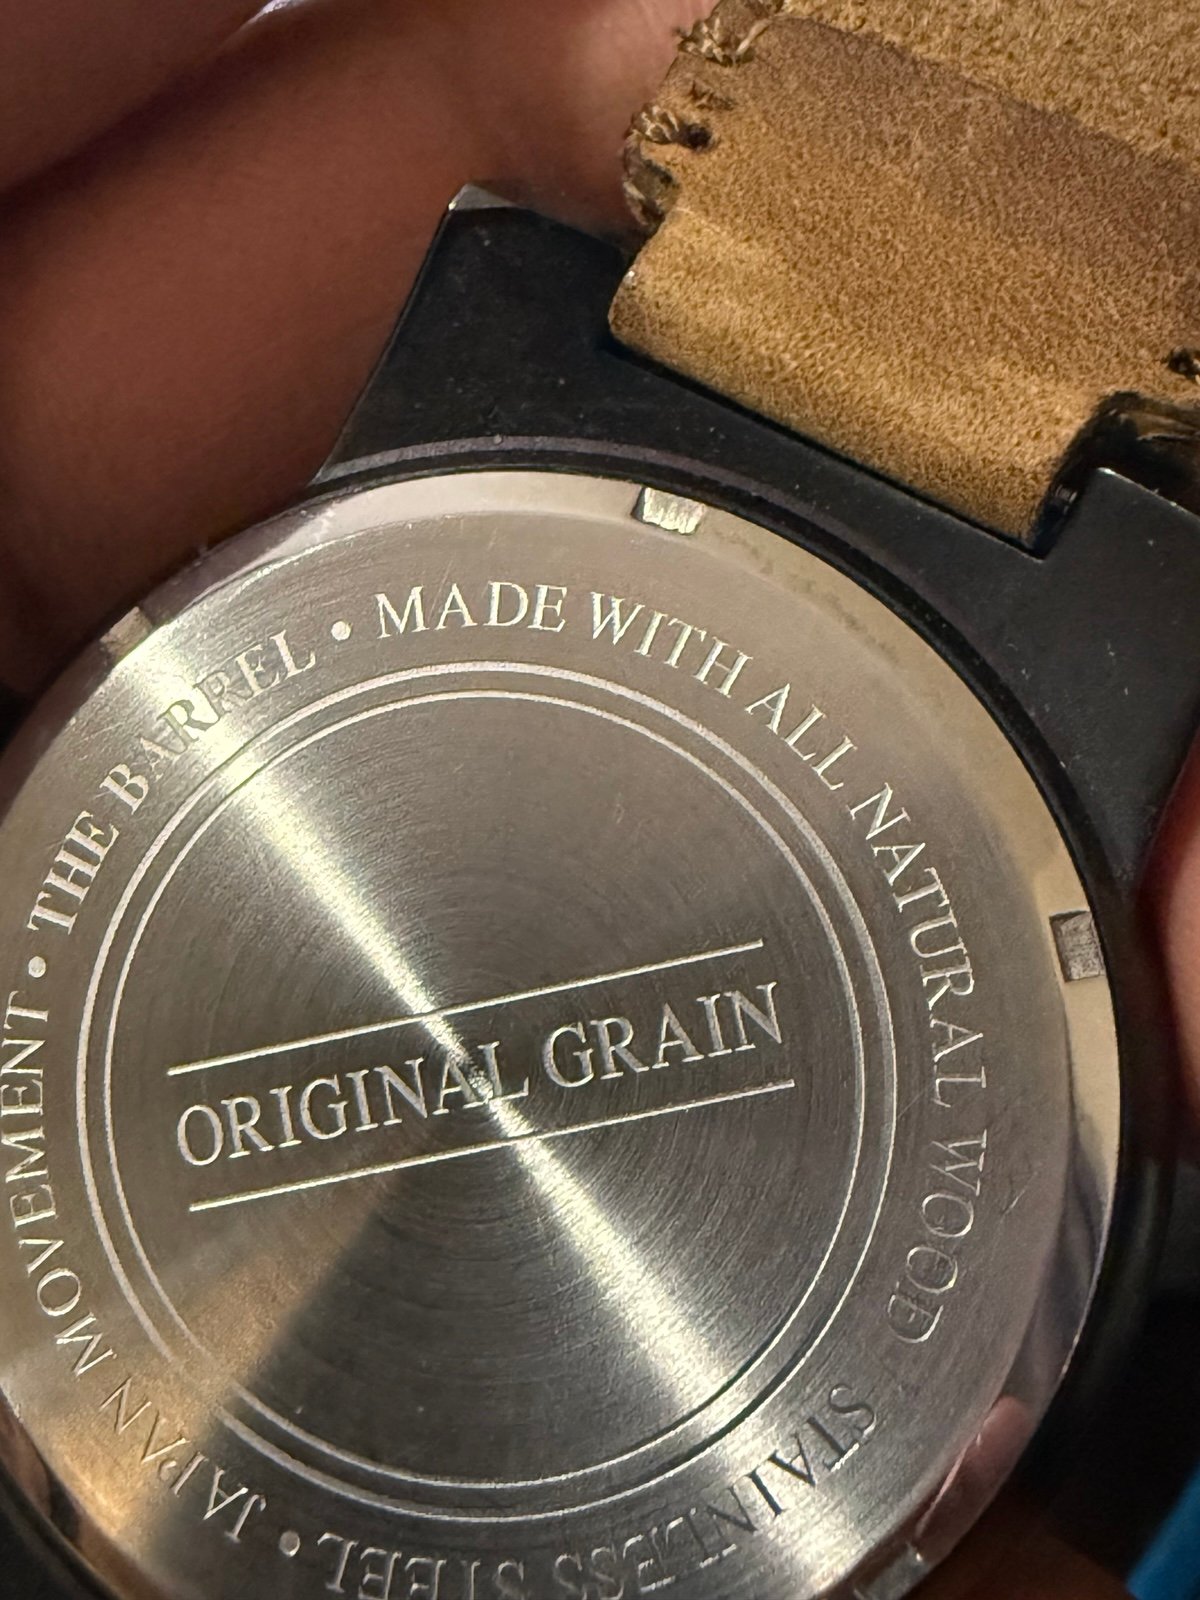 THE BARREL • MADE WITH ALL NATURAL WOOD STAINLESS STEEL • JAPAN MOVEMENT •
ORIGINAL GRAIN